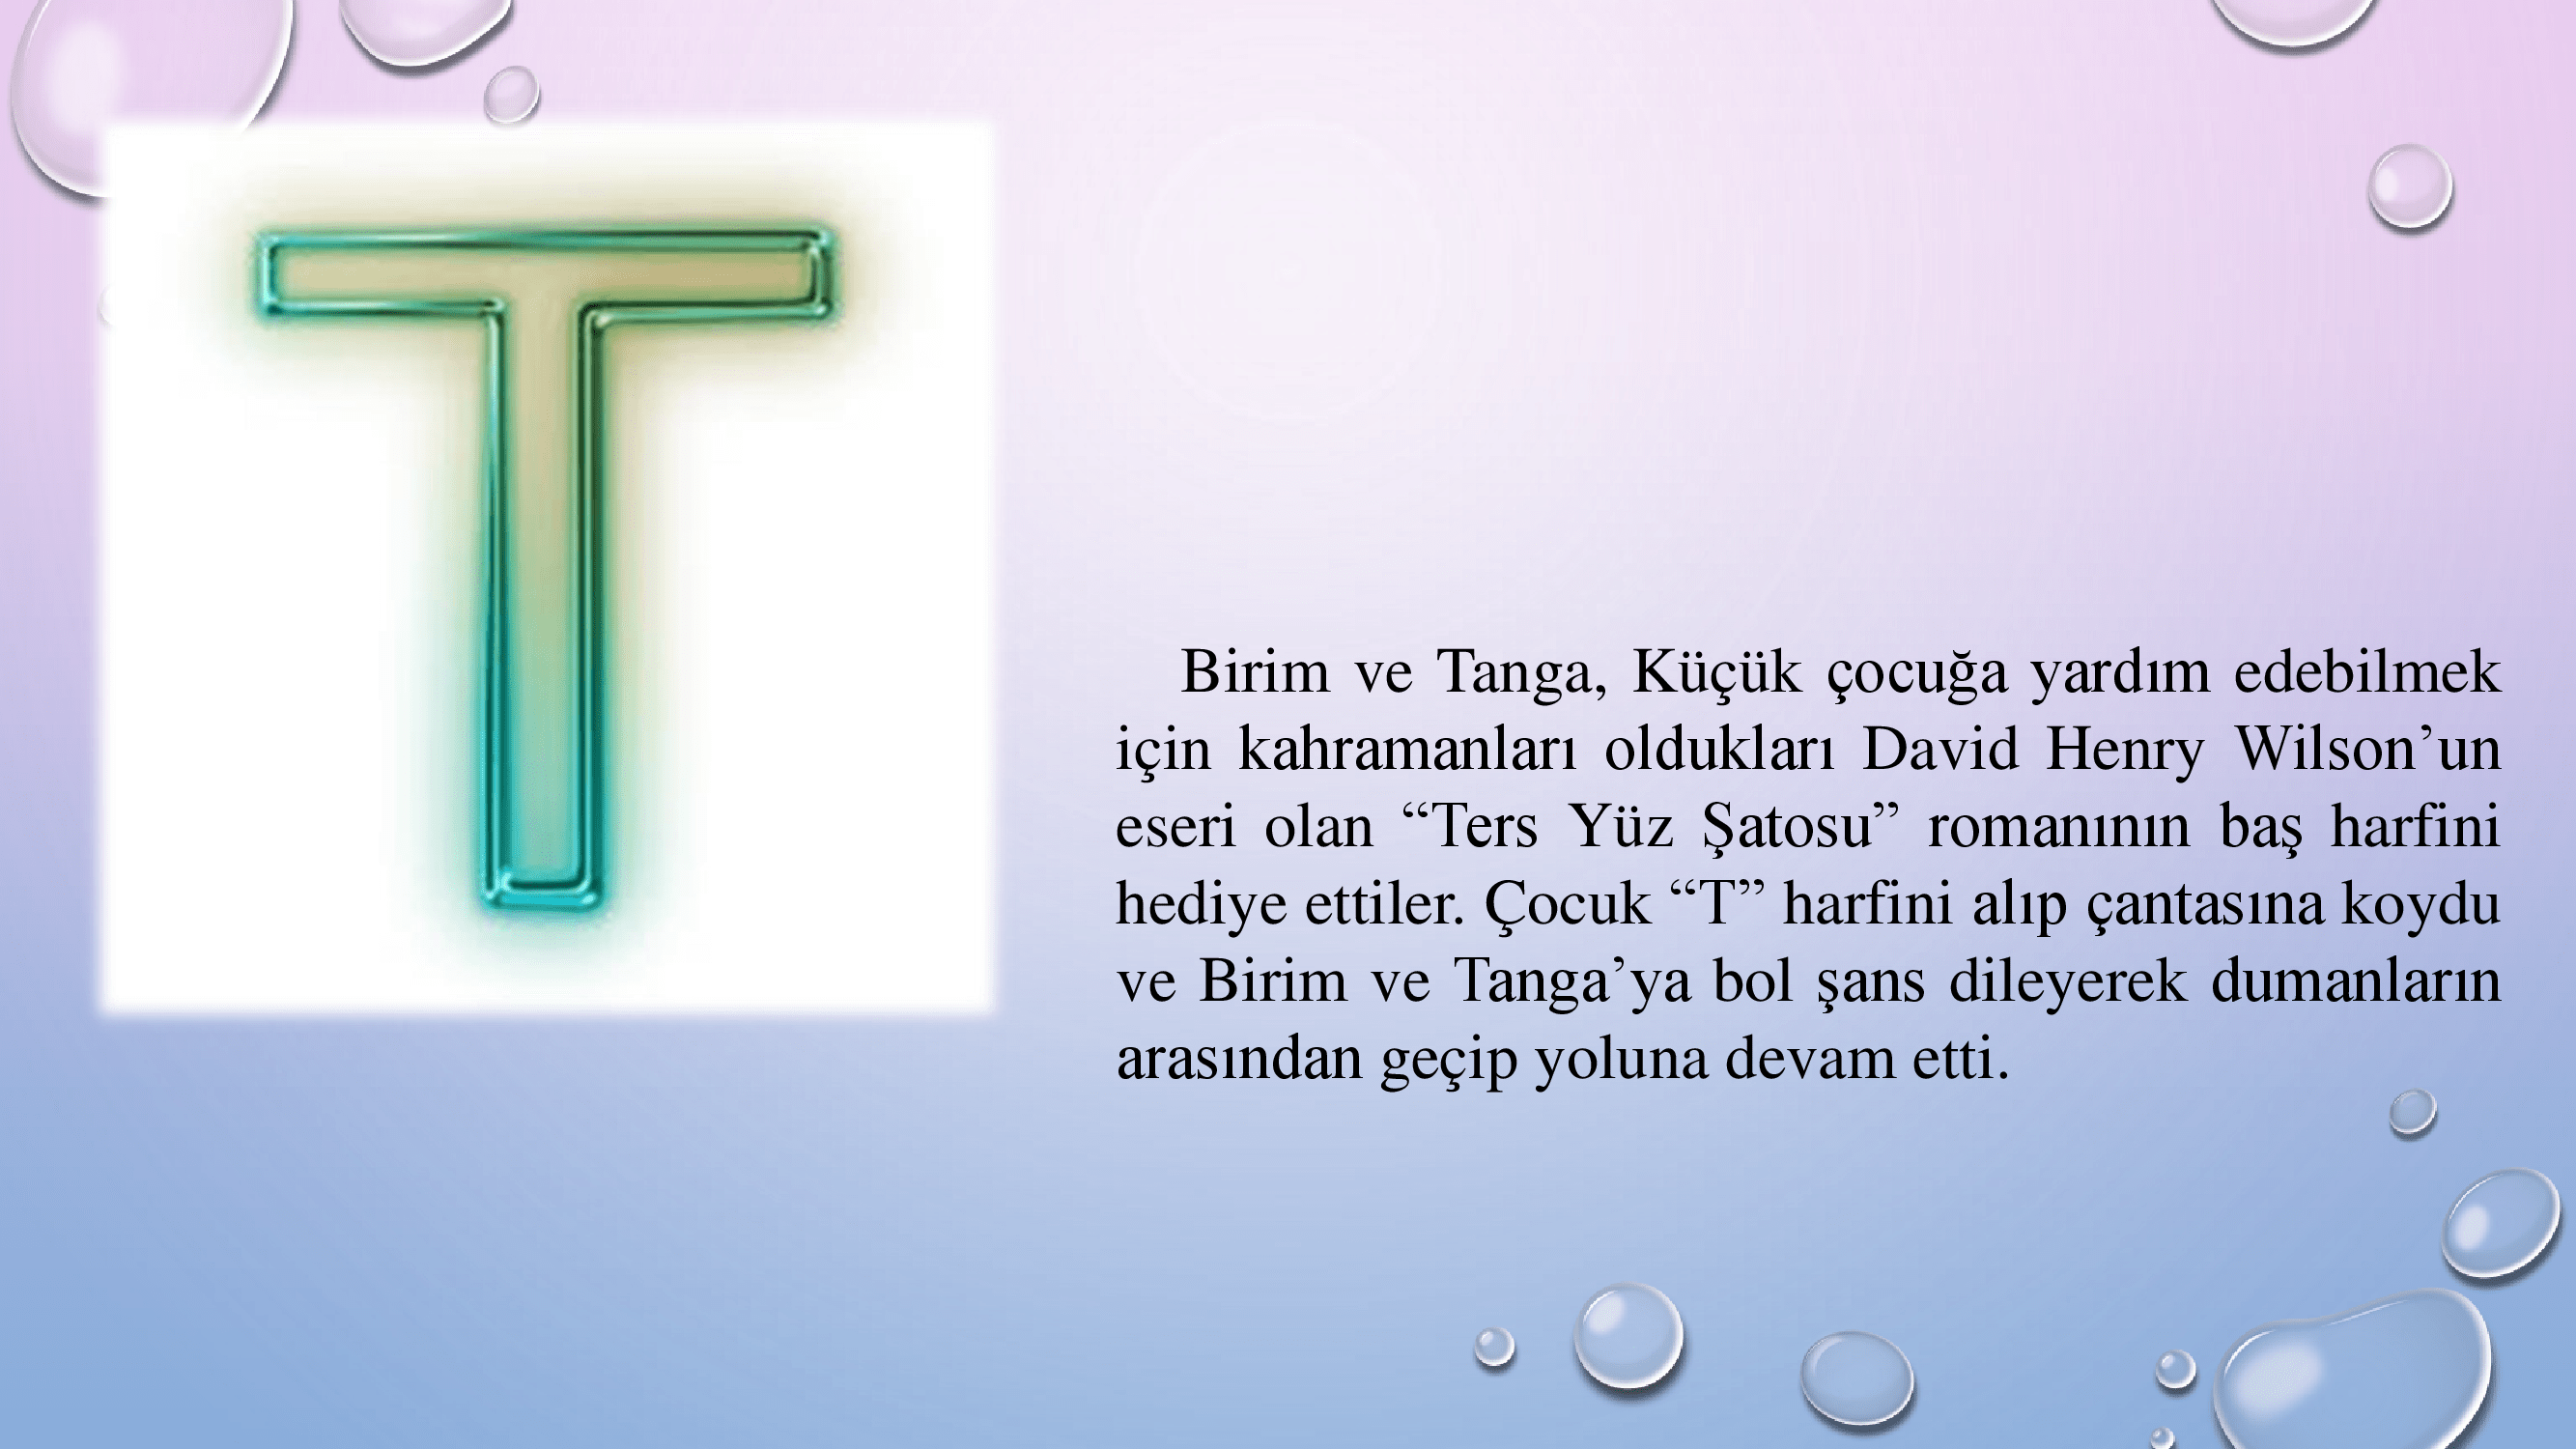 T
Birim ve Tanga, Küçük çocuğa yardım edebilmek
için kahramanları oldukları David Henry Wilson’un
eseri olan “Ters Yüz Şatosu” romanının baş harfini
hediye ettiler. Çocuk “T” harfini alıp çantasına koydu
ve Birim ve Tanga’ya bol şans dileyerek dumanların
arasından geçip yoluna devam etti.